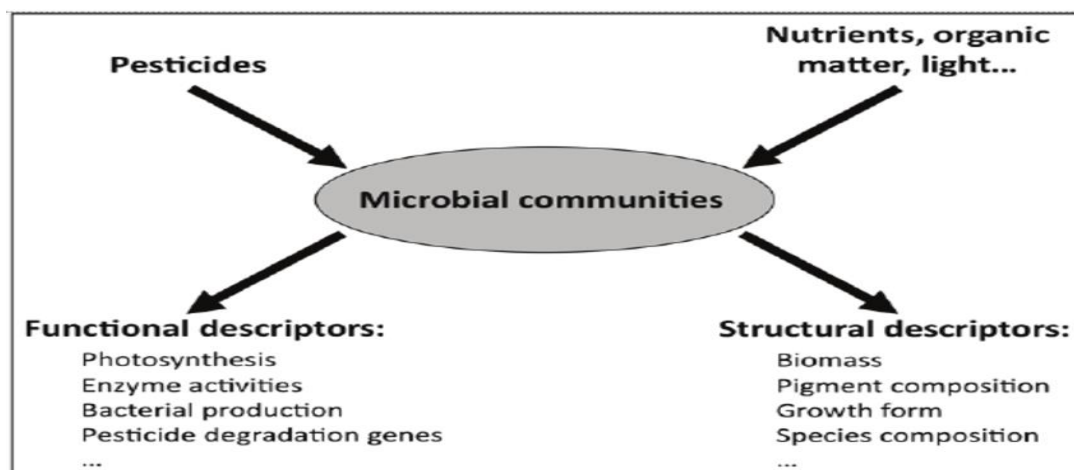 Pesticides
Nutrients, organic
matter, light...
Microbial communities
Functional descriptors:
Photosynthesis
Enzyme activities
Bacterial production
Pesticide degradation genes
...
Structural descriptors:
Biomass
Pigment composition
Growth form
Species composition
...